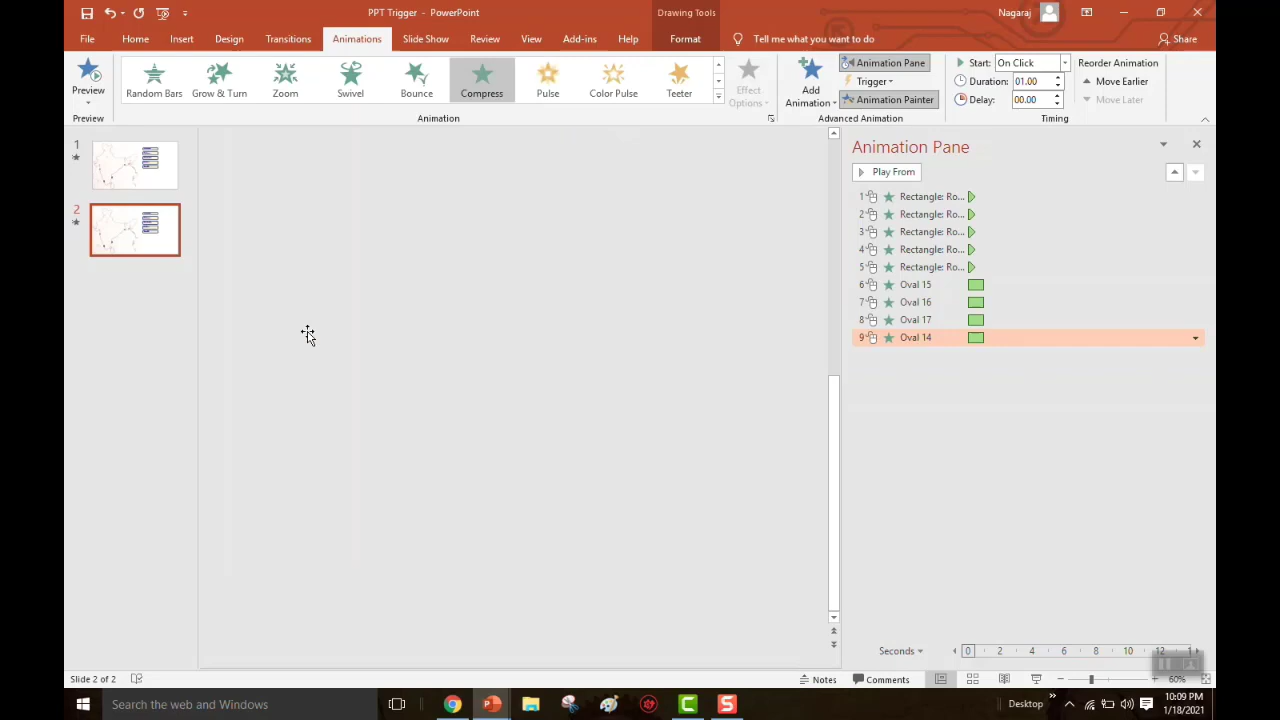 PPT Trigger - PowerPoint
Drawing Tools
Nagaraj
File Home Insert Design Transitions Animations Slide Show Review View Add-ins Help Format Tell me what you want to do Share
Preview
Random Bars Grow & Turn Zoom Swivel Bounce Compress Pulse Color Pulse Teeter
Effect Options
Add Animation
Animation Pane
Trigger
Animation Painter
Start: On Click
Duration: 01.00
Delay: 00.00
Reorder Animation
Move Earlier
Move Later
Preview Animation Advanced Animation Timing
1
2
Animation Pane
Play From
1 Rectangle: Ro...
2 Rectangle: Ro...
3 Rectangle: Ro...
4 Rectangle: Ro...
5 Rectangle: Ro...
6 Oval 15
7 Oval 16
8 Oval 17
9 Oval 14
Seconds 0 2 4 6 8 10 12 1
Slide 2 of 2 Notes Comments 60%
Search the web and Windows
Desktop
10:09 PM
1/18/2021